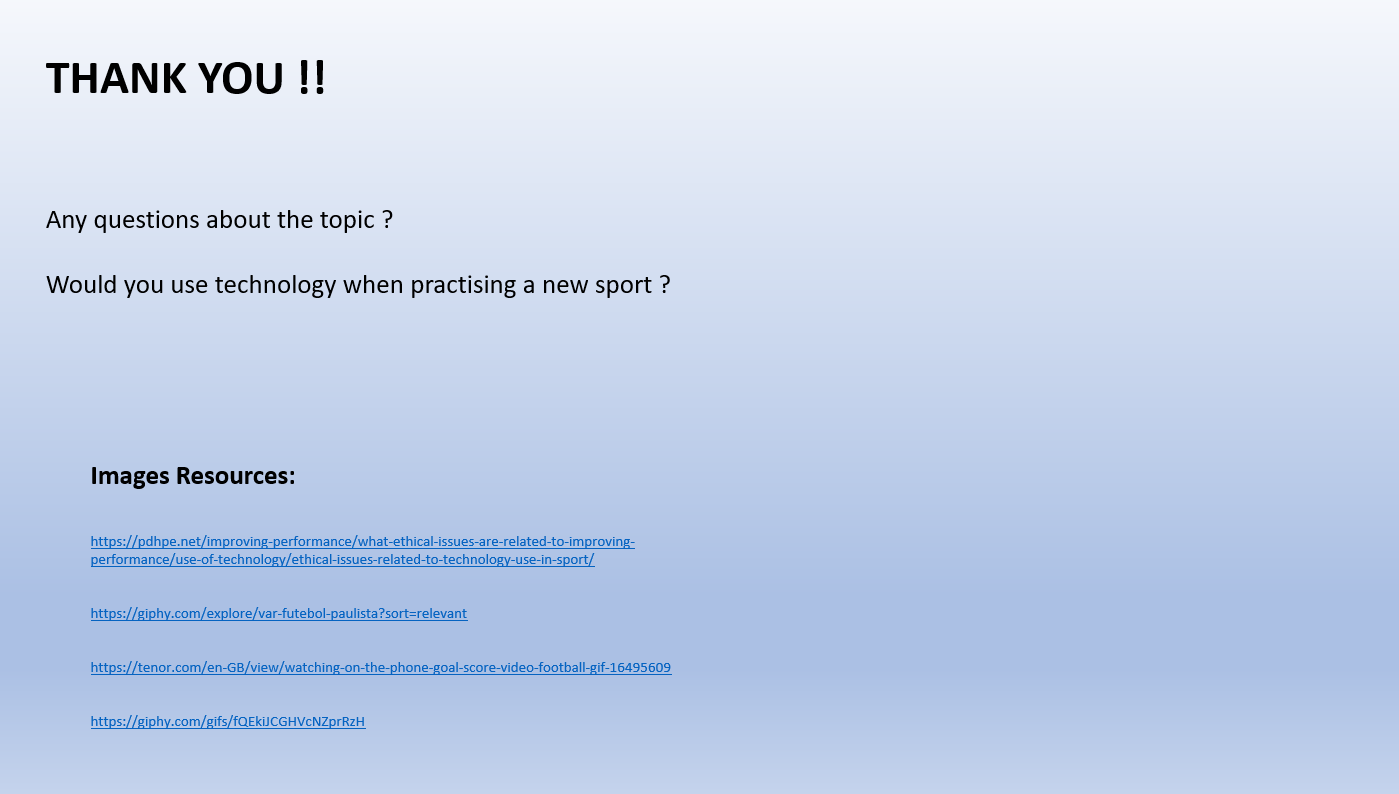 THANK YOU !!
Any questions about the topic ?
Would you use technology when practising a new sport ?
Images Resources:
https://pdhpe.net/improving-performance/what-ethical-issues-are-related-to-improving-
performance/use-of-technology/ethical-issues-related-to-technology-use-in-sport/
https://giphy.com/explore/var-futebol-paulista?sort=relevant
https://tenor.com/en-GB/view/watching-on-the-phone-goal-score-video-football-gif-16495609
https://giphy.com/gifs/fQEkiJCGHVcNZprRzH